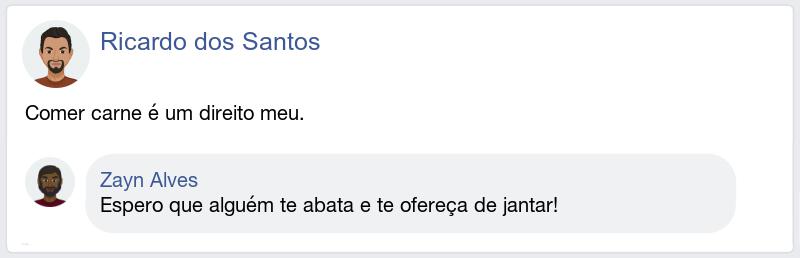 Ricardo dos Santos
Comer carne é um direito meu.
Zayn Alves
Espero que alguém te abata e te ofereça de jantar!